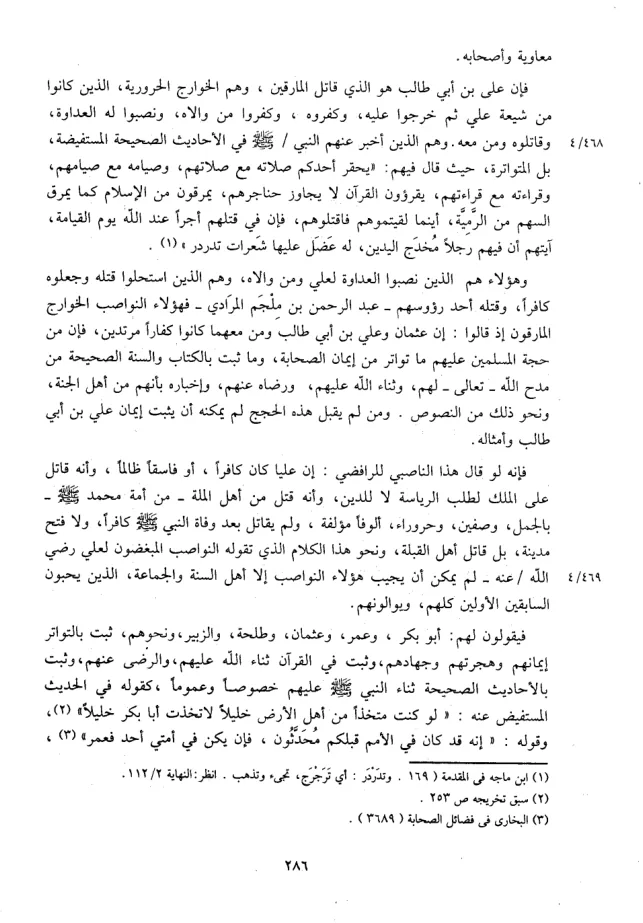 معاوية وأصحابه .
فإن على بن أبي طالب هو الذي قاتل المارقين ، وهم الخوارج الحرورية، الذين كانوا
من شيعة علي ثم خرجوا عليه، وكفروه ، وكفروا من والاه، ونصبوا له العداوة،
وقاتلوه ومن معه. وهم الذين أخبر عنهم النبي / ﷺ في الأحاديث الصحيحة المستفيضة ،
٤/٤٦٨
بل المتواترة، حيث قال فيهم: «يحقر أحدكم صلاته مع صلاتهم، وصيامه مع صيامهم،
وقراءته مع قراءتهم، يقرؤون القرآن لا يجاوز حناجرهم، يمرقون من الإسلام كما يمرق
السهم من الرَّمِيَّة، أينما لقيتموهم فاقتلوهم، فإن في قتلهم أجراً عند الله يوم القيامة،
آيتهم أن فيهم رجلاً مُخدَج اليدين، له عَضَل عليها شَعَرات تدردر » (١) .
وهؤلاء هم الذين نصبوا العداوة لعلي ومن والاه، وهم الذين استحلوا قتله وجعلوه
كافراً، وقتله أحد رؤوسهم ـ عبد الرحمن بن مِلْجَم المرَادي ـ فهؤلاء النواصب الخوارج
المارقون إذ قالوا : إن عثمان وعلي بن أبي طالب ومن معهما كانوا كفاراً مرتدين، فإن من
حجة المسلمين عليهم ما تواتر من إيمان الصحابة، وما ثبت بالكتاب والسنة الصحيحة من
مدح الله ـ تعالى ـ لهم، وثناء الله عليهم، ورضاه عنهم، وإخباره بأنهم من أهل الجنة،
ونحو ذلك من النصوص . ومن لم يقبل هذه الحجج لم يمكنه أن يثبت إيمان علي بن أبي
طالب وأمثاله.
فإنه لو قال هذا الناصبي للرافضي : إن عليا كان كافراً ، أو فاسقاً ظالماً ، وأنه قاتل
على الملك لطلب الرياسة لا للدين، وأنه قتل من أهل الملة ـ من أمة محمد ﷺ ـ
بالجمل، وصفين، وحروراء، ألوفاً مؤلفة ، ولم يقاتل بعد وفاة النبي ﷺ كافراً، ولا فتح
مدينة، بل قاتل أهل القبلة، ونحو هذا الكلام الذي تقوله النواصب المبغضون لعلي رضي
الله / عنه ـ لم يمكن أن يجيب هؤلاء النواصب إلا أهل السنة والجماعة، الذين يحبون
٤/٤٦٩
السابقين الأولين كلهم، ويوالونهم.
فيقولون لهم: أبو بكر ، وعمر، وعثمان، وطلحة، والزبير،ونحوهم، ثبت بالتواتر
إيمانهم وهجرتهم وجهادهم، وثبت في القرآن ثناء الله عليهم،والرضى عنهم،وثبت
بالأحاديث الصحيحة ثناء النبي ﷺ عليهم خصوصاً وعموماً ،كقوله في الحديث
المستفيض عنه : « لو كنت متخذاً من أهل الأرض خليلاً لاتخذت أبا بكر خليلاً» (٢)،
وقوله : « إنه قد كان في الأمم قبلكم مُحَدَّثُون ، فإن يكن في أمتي أحد فعمر» (٣) ،
(١) ابن ماجه فى المقدمة ( ١٦٩ . وتدَرْدَر : أي تَرَجْرَج، تجىء وتذهب . انظر:النهاية ١١٢/٢.
(٢) سبق تخريجه ص ٢٥٣ .
(٣) البخارى فى فضائل الصحابة ( ٣٦٨٩ ) .
٢٨٦